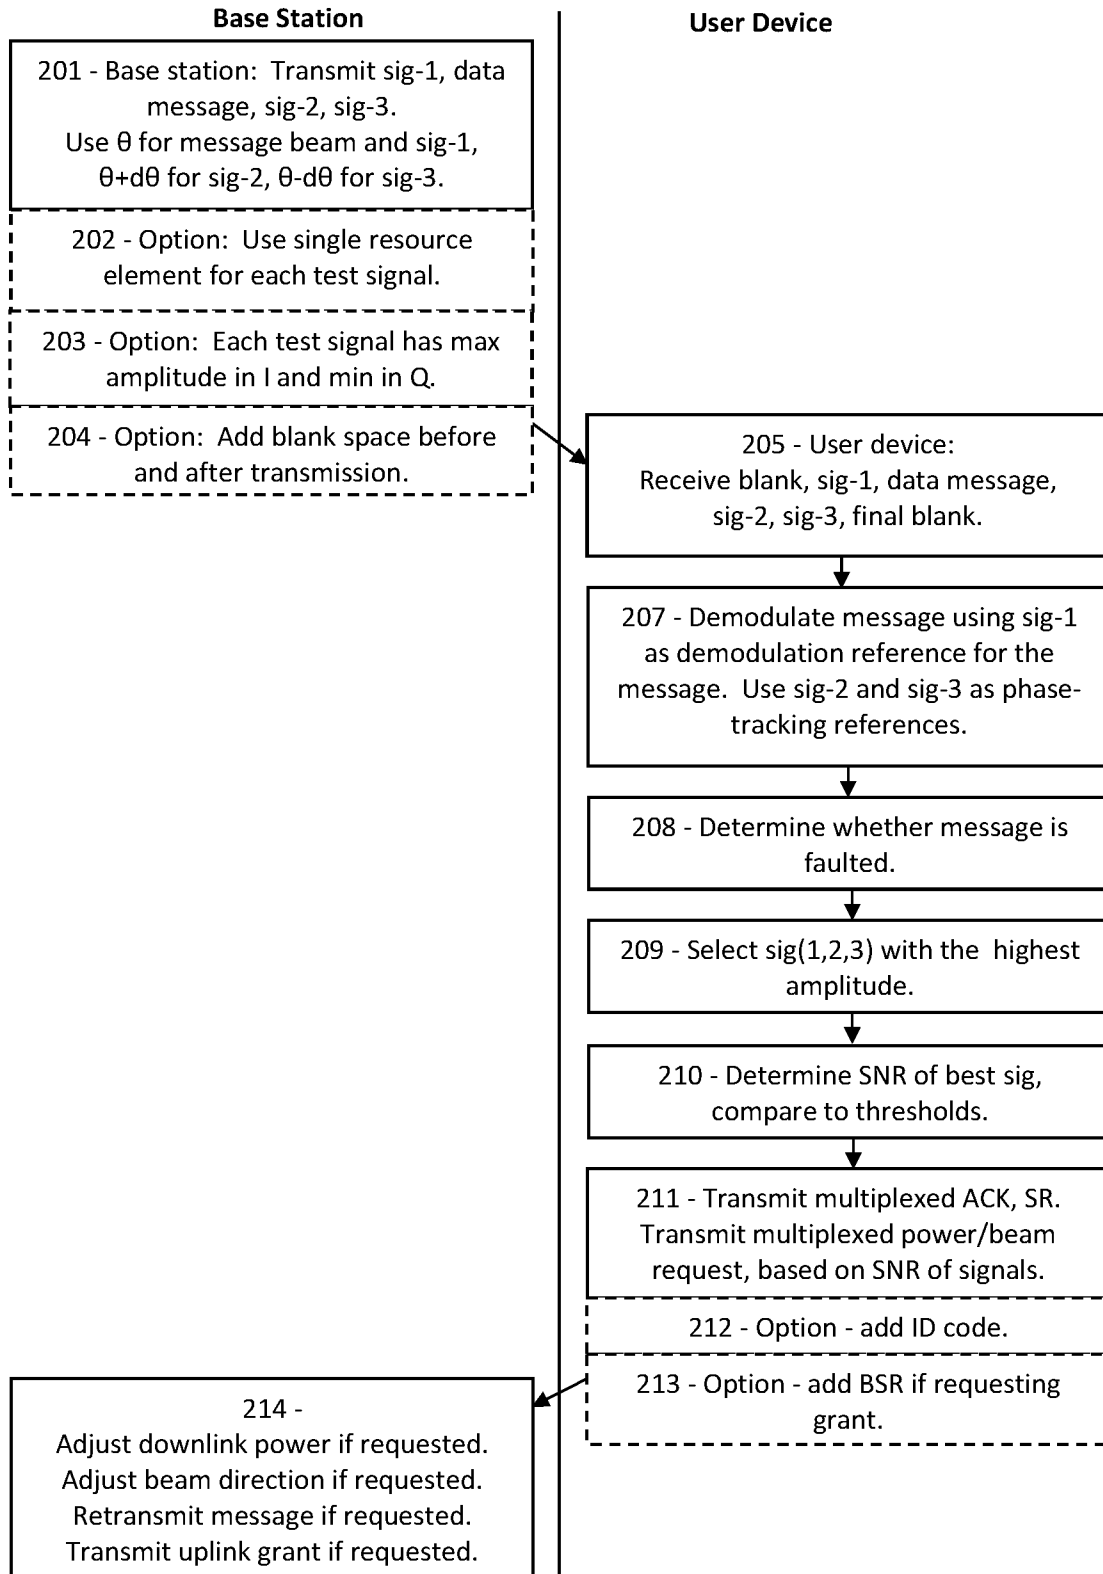 Base Station
User Device
201 - Base station:  Transmit sig-1, data
message, sig-2, sig-3.
Use θ for message beam and sig-1,
θ+dθ for sig-2, θ-dθ for sig-3.
202 - Option:  Use single resource
element for each test signal.
203 - Option:  Each test signal has max
amplitude in I and min in Q.
204 - Option:  Add blank space before
and after transmission.
205 - User device:
Receive blank, sig-1, data message,
sig-2, sig-3, final blank.
207 - Demodulate message using sig-1
as demodulation reference for the
message.  Use sig-2 and sig-3 as phase-
tracking references.
208 - Determine whether message is
faulted.
209 - Select sig(1,2,3) with the  highest
amplitude.
210 - Determine SNR of best sig,
compare to thresholds.
211 - Transmit multiplexed ACK, SR.
Transmit multiplexed power/beam
request, based on SNR of signals.
212 - Option - add ID code.
213 - Option - add BSR if requesting
grant.
214 -
Adjust downlink power if requested.
Adjust beam direction if requested.
Retransmit message if requested.
Transmit uplink grant if requested.